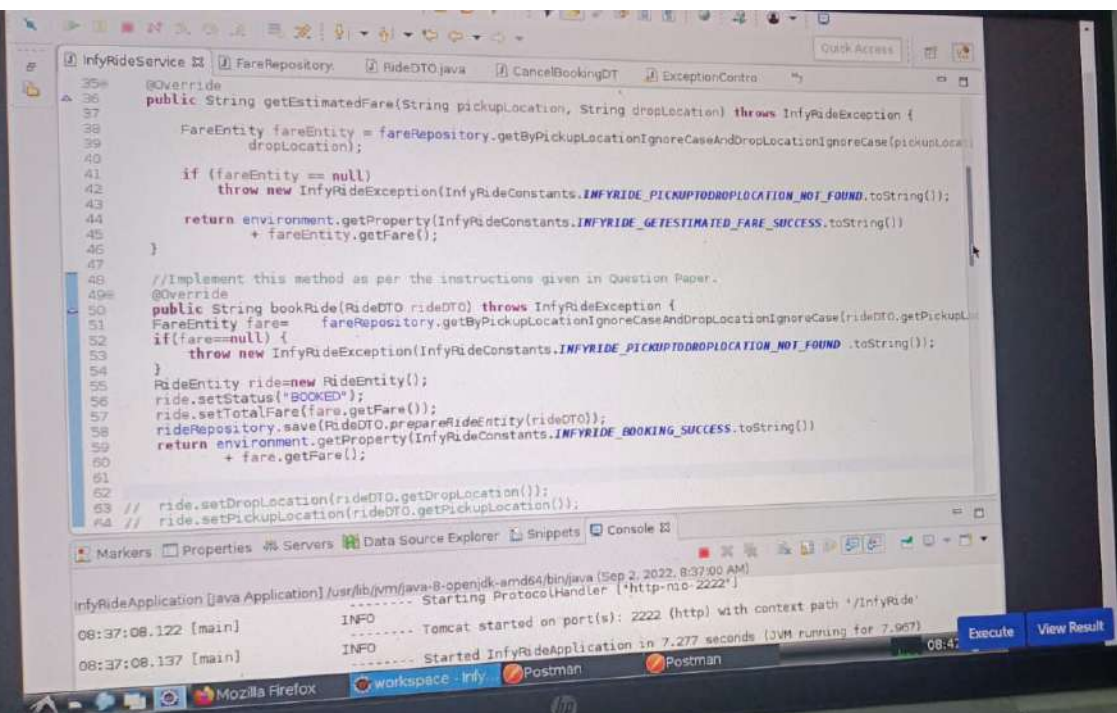 Quick Access
InfyRideService FareRepository. RideDTO.java CancelBookingDT ExceptionContro
35 @Override
36 public String getEstimatedFare(String pickupLocation, String dropLocation) throws InfyRideException {
37
38 FareEntity fareEntity = fareRepository.getByPickupLocationIgnoreCaseAndDropLocationIgnoreCase(pickupLocat
39 dropLocation);
40
41 if (fareEntity == null)
42 throw new InfyRideException(InfyRideConstants.INFYRIDE_PICKUPTODROPLOCATION_NOT_FOUND.toString());
43
44 return environment.getProperty(InfyRideConstants.INFYRIDE_GETESTIMATED_FARE_SUCCESS.toString())
45 + fareEntity.getFare();
46 }
47
48 //Implement this method as per the instructions given in Question Paper.
49 @Override
50 public String bookRide(RideDTO rideDTO) throws InfyRideException {
51 FareEntity fare= fareRepository.getByPickupLocationIgnoreCaseAndDropLocationIgnoreCase(rideDTO.getPickupL
52 if(fare==null) {
53 throw new InfyRideException(InfyRideConstants.INFYRIDE_PICKUPTODROPLOCATION_NOT_FOUND .toString());
54 }
55 RideEntity ride=new RideEntity();
56 ride.setStatus("BOOKED");
57 ride.setTotalFare(fare.getFare());
58 rideRepository.save(RideDTO.prepareRideEntity(rideDTO));
59 return environment.getProperty(InfyRideConstants.INFYRIDE_BOOKING_SUCCESS.toString())
60 + fare.getFare();
61
62
63 // ride.setDropLocation(rideDTO.getDropLocation());
64 // ride.setPickupLocation(rideDTO.getPickupLocation());
Markers Properties Servers Data Source Explorer Snippets Console
InfyRideApplication [Java Application] /usr/lib/jvm/java-8-openjdk-amd64/bin/java (Sep 2, 2022, 8:37:00 AM)
-------- Starting ProtocolHandler ["http-nio-2222"]
08:37:08.122 [main] INFO -------- Tomcat started on port(s): 2222 (http) with context path '/InfyRide'
08:37:08.137 [main] INFO -------- Started InfyRideApplication in 7.277 seconds (JVM running for 7.967)
Execute View Result
Mozilla Firefox workspace - Infy... Postman Postman 08:42
hp